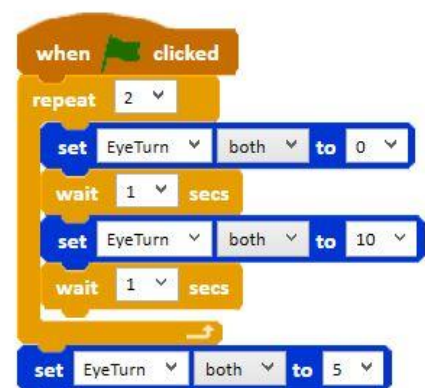 when clicked
repeat 2
set EyeTurn both to 0
wait 1 secs
set EyeTurn both to 10
wait 1 secs
set EyeTurn both to 5